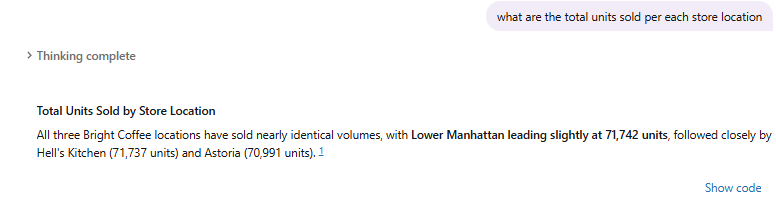 what are the total units sold per each store location
Thinking complete
Total Units Sold by Store Location
All three Bright Coffee locations have sold nearly identical volumes, with Lower Manhattan leading slightly at 71,742 units, followed closely by
Hell's Kitchen (71,737 units) and Astoria (70,991 units). 1
Show code